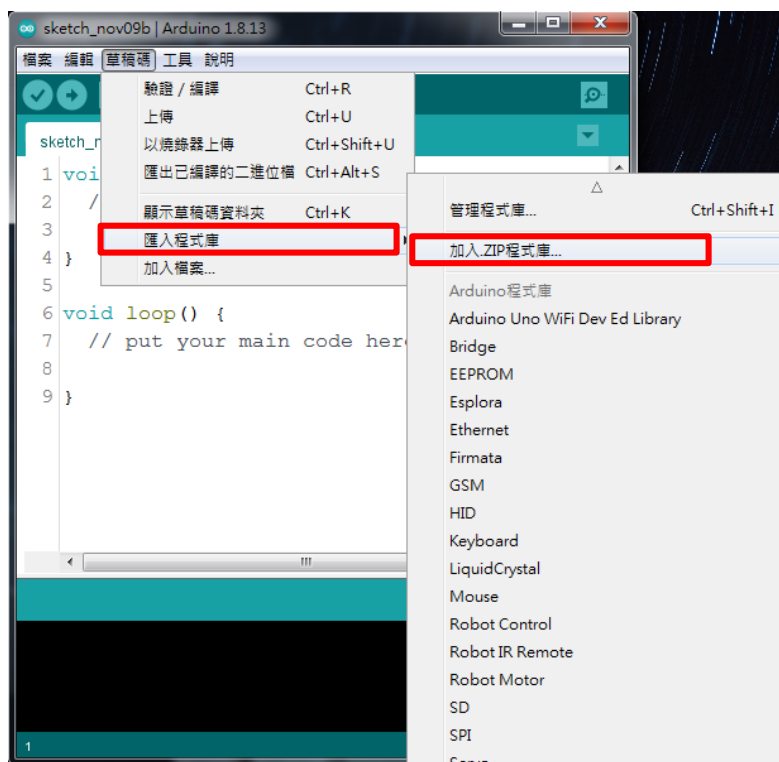 sketch_nov09b | Arduino 1.8.13
檔案 編輯 草稿碼 工具 說明
驗證 / 編譯 Ctrl+R
上傳 Ctrl+U
以燒錄器上傳 Ctrl+Shift+U
匯出已編譯的二進位檔 Ctrl+Alt+S
顯示草稿碼資料夾 Ctrl+K
匯入程式庫
加入檔案...
sketch_n
1 voi
2 /
3
4 }
5
6 void loop() {
7 // put your main code her
8
9 }
管理程式庫... Ctrl+Shift+I
加入.ZIP程式庫...
Arduino程式庫
Arduino Uno WiFi Dev Ed Library
Bridge
EEPROM
Esplora
Ethernet
Firmata
GSM
HID
Keyboard
LiquidCrystal
Mouse
Robot Control
Robot IR Remote
Robot Motor
SD
SPI
1